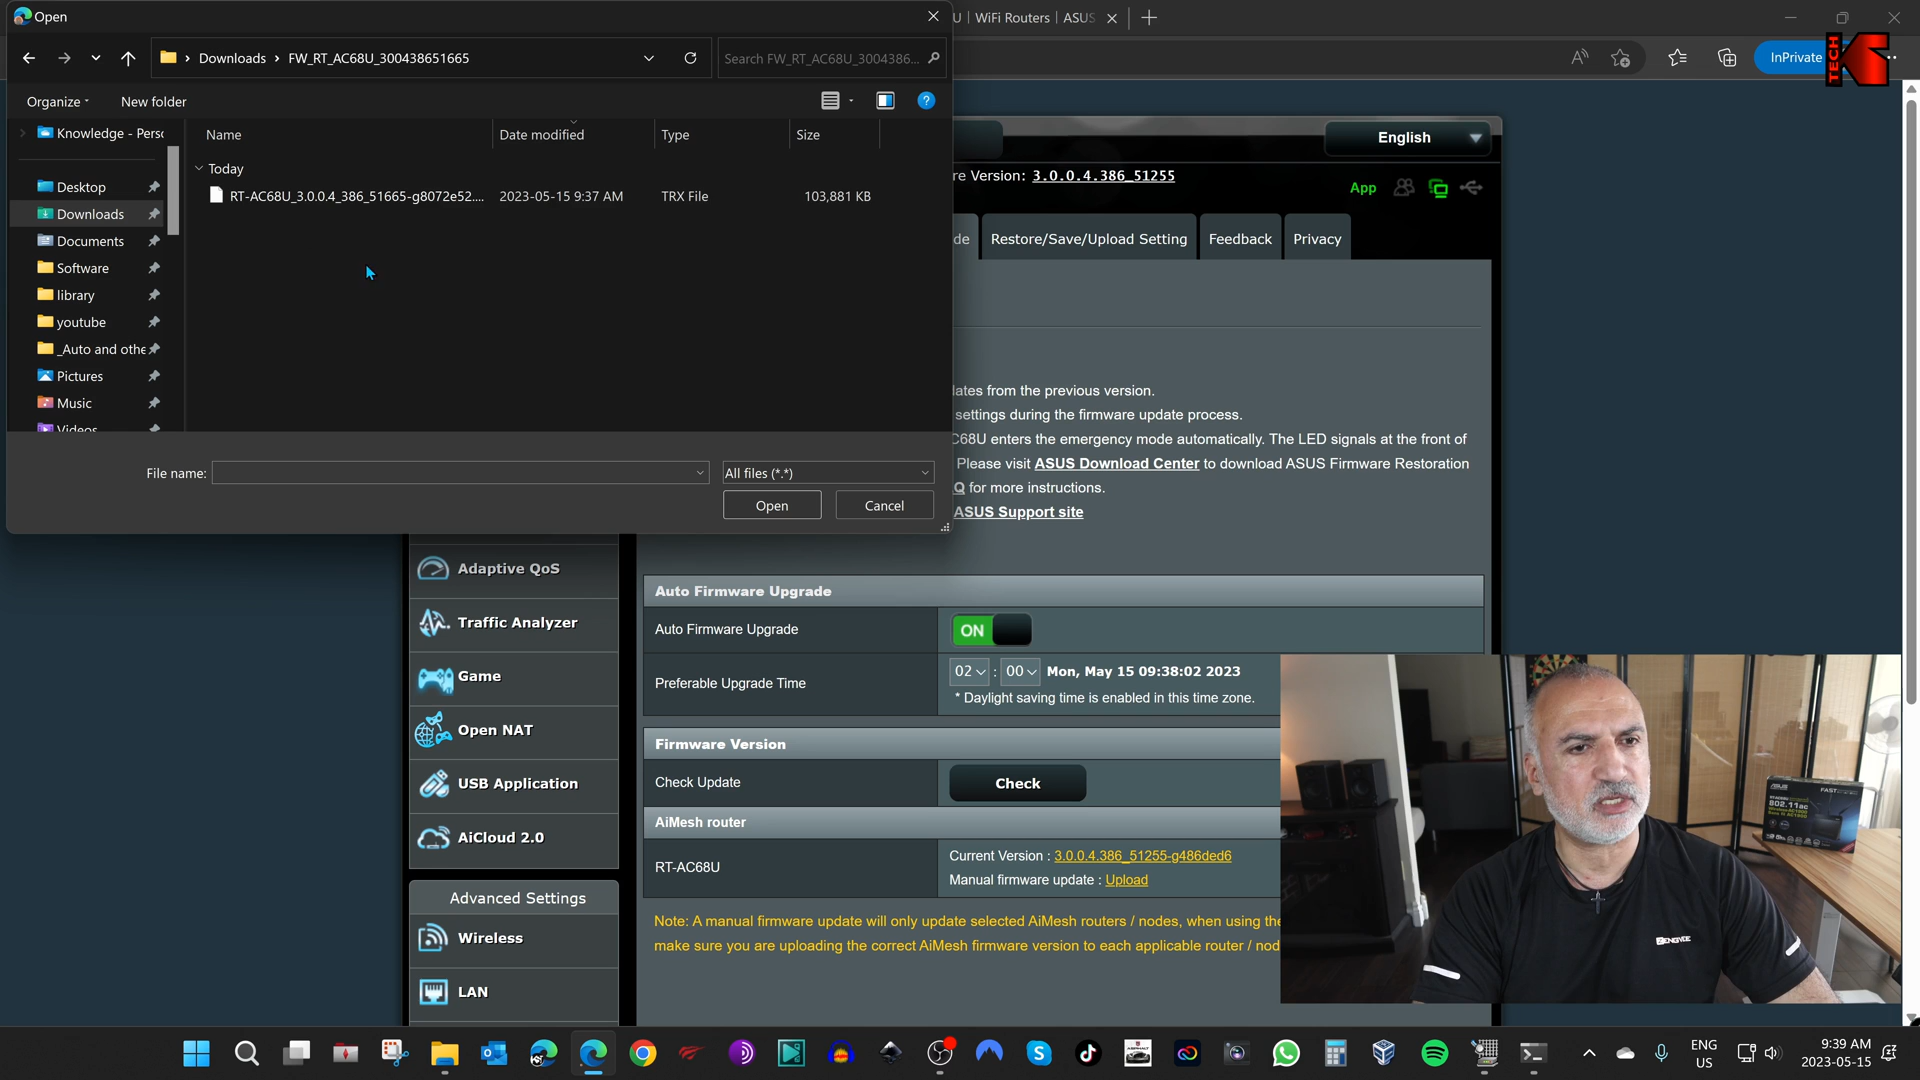 Open
U | WiFi Routers | ASUS
Downloads > FW_RT_AC68U_300438651665
Search FW_RT_AC68U_3004386...
InPrivate
TECH K
Organize
New folder
Knowledge - Perso
Name
Date modified
Type
Size
English
Today
re Version: 3.0.0.4.386_51255
Desktop
RT-AC68U_3.0.0.4_386_51665-g8072e52....
2023-05-15 9:37 AM
TRX File
103,881 KB
App
Downloads
Documents
de
Restore/Save/Upload Setting
Feedback
Privacy
Software
library
youtube
_Auto and othe
Pictures
Music
Videos
lates from the previous version.
settings during the firmware update process.
C68U enters the emergency mode automatically. The LED signals at the front of
Please visit ASUS Download Center to download ASUS Firmware Restoration
Q for more instructions.
ASUS Support site
File name:
All files (*.*)
Open
Cancel
Adaptive QoS
Traffic Analyzer
Game
Open NAT
USB Application
AiCloud 2.0
Advanced Settings
Wireless
LAN
Auto Firmware Upgrade
Auto Firmware Upgrade
ON
Preferable Upgrade Time
02 : 00 Mon, May 15 09:38:02 2023
* Daylight saving time is enabled in this time zone.
Firmware Version
Check Update
Check
AiMesh router
RT-AC68U
Current Version : 3.0.0.4.386_51255-g486ded6
Manual firmware update : Upload
Note: A manual firmware update will only update selected AiMesh routers / nodes, when using the
make sure you are uploading the correct AiMesh firmware version to each applicable router / nod
ASUS
FAST
802.11ac
ENG
US
9:39 AM
2023-05-15